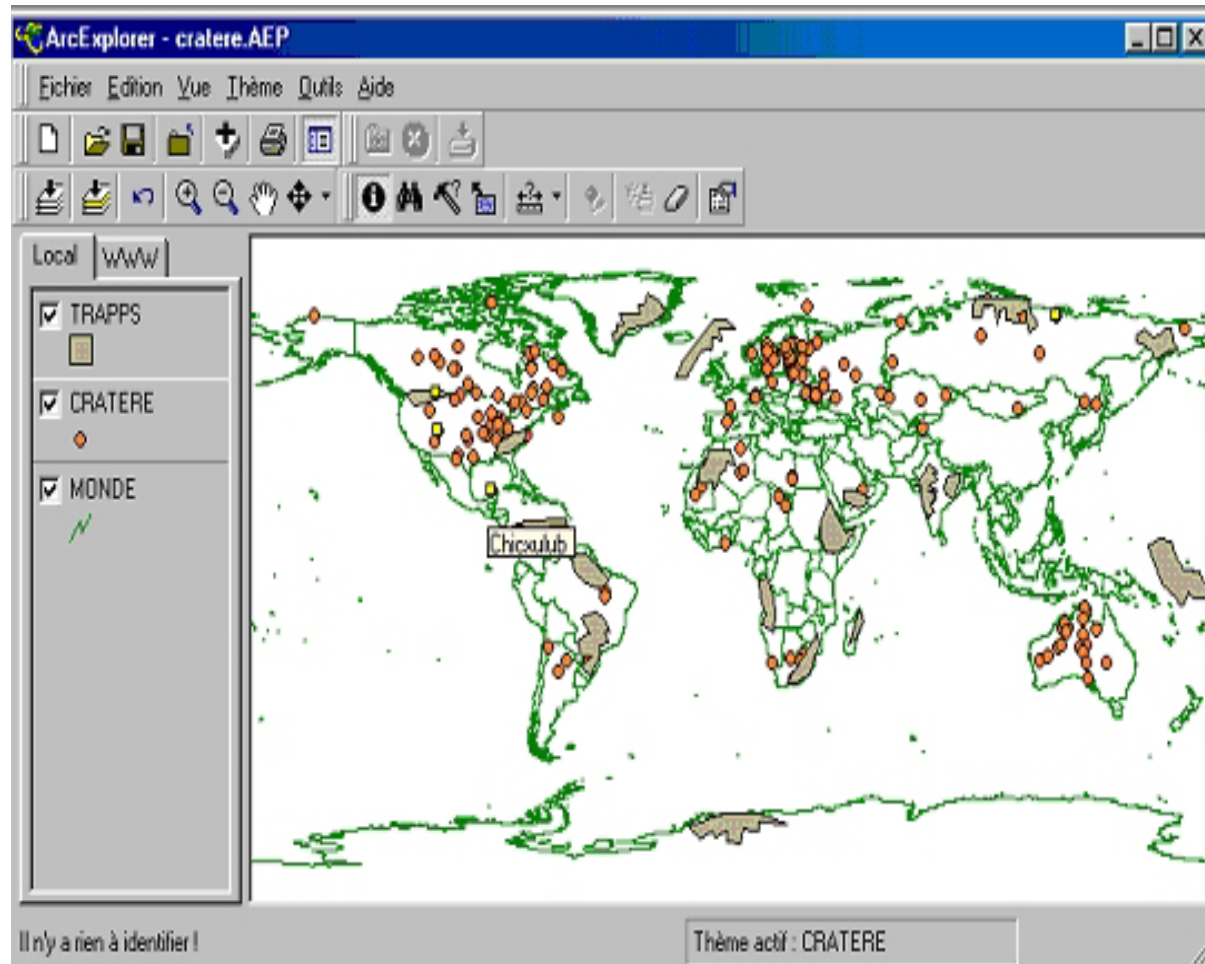 ArcExplorer - cratere.AEP
Fichier Edition Vue Thème Outils Aide
Local WWW
TRAPPS
CRATERE
MONDE
Chicxulub
Il n'y a rien à identifier !
Thème actif : CRATERE